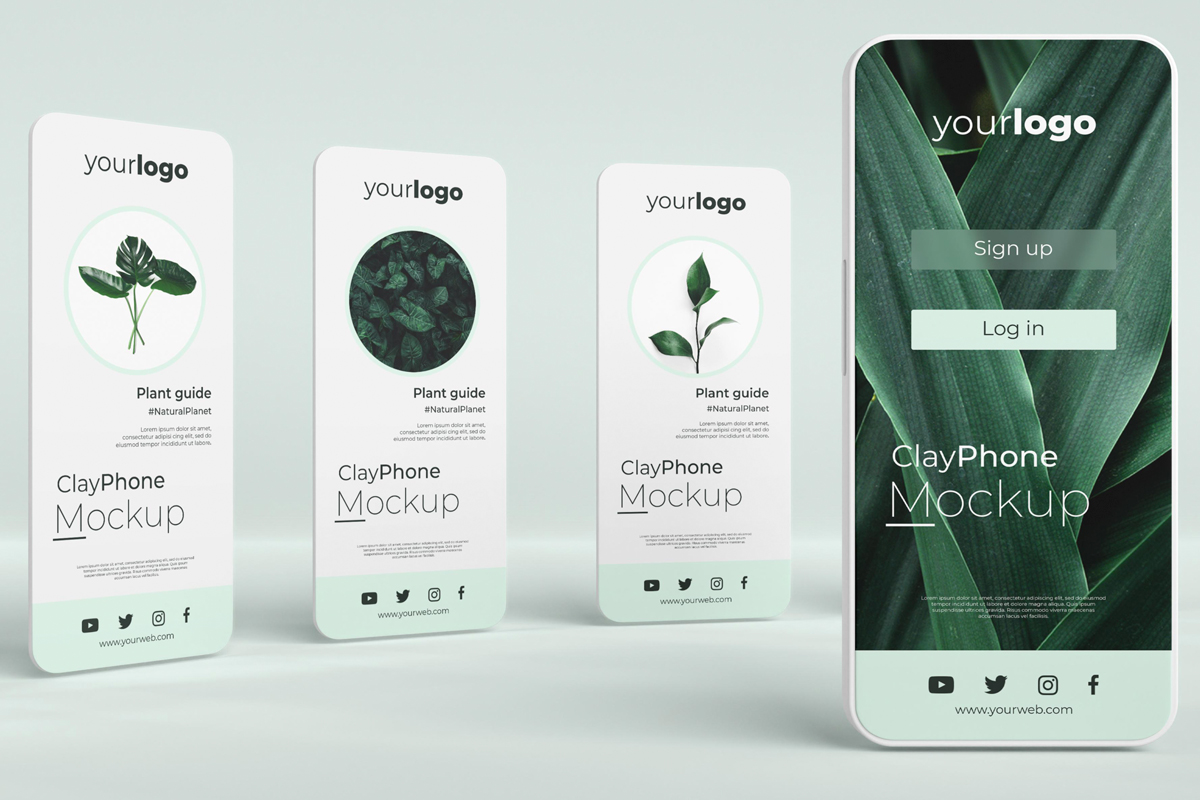 yourlogo
Plant guide
#NaturalPlanet
Lorem ipsum dolor sit amet,
consectetur adipisci cing elit, sed do
eiusmod tempor incididunt ut labore.
ClayPhone
Mockup
www.yourweb.com
yourlogo
Plant guide
#NaturalPlanet
Lorem ipsum dolor sit amet,
consectetur adipisci cing elit, sed do
eiusmod tempor incididunt ut labore.
ClayPhone
Mockup
www.yourweb.com
yourlogo
Plant guide
#NaturalPlanet
Lorem ipsum dolor sit amet,
consectetur adipisci cing elit, sed do
eiusmod tempor incididunt ut labore.
ClayPhone
Mockup
www.yourweb.com
yourlogo
Sign up
Log in
ClayPhone
Mockup
Lorem ipsum dolor sit amet, consectetur adipiscing elit, sed do eiusmod
tempor incididunt ut labore et dolore magna aliqua. Quis ipsum
suspendisse ultrices gravida. Risus commodo viverra maecenas
accumsan lacus vel facilisis.
www.yourweb.com